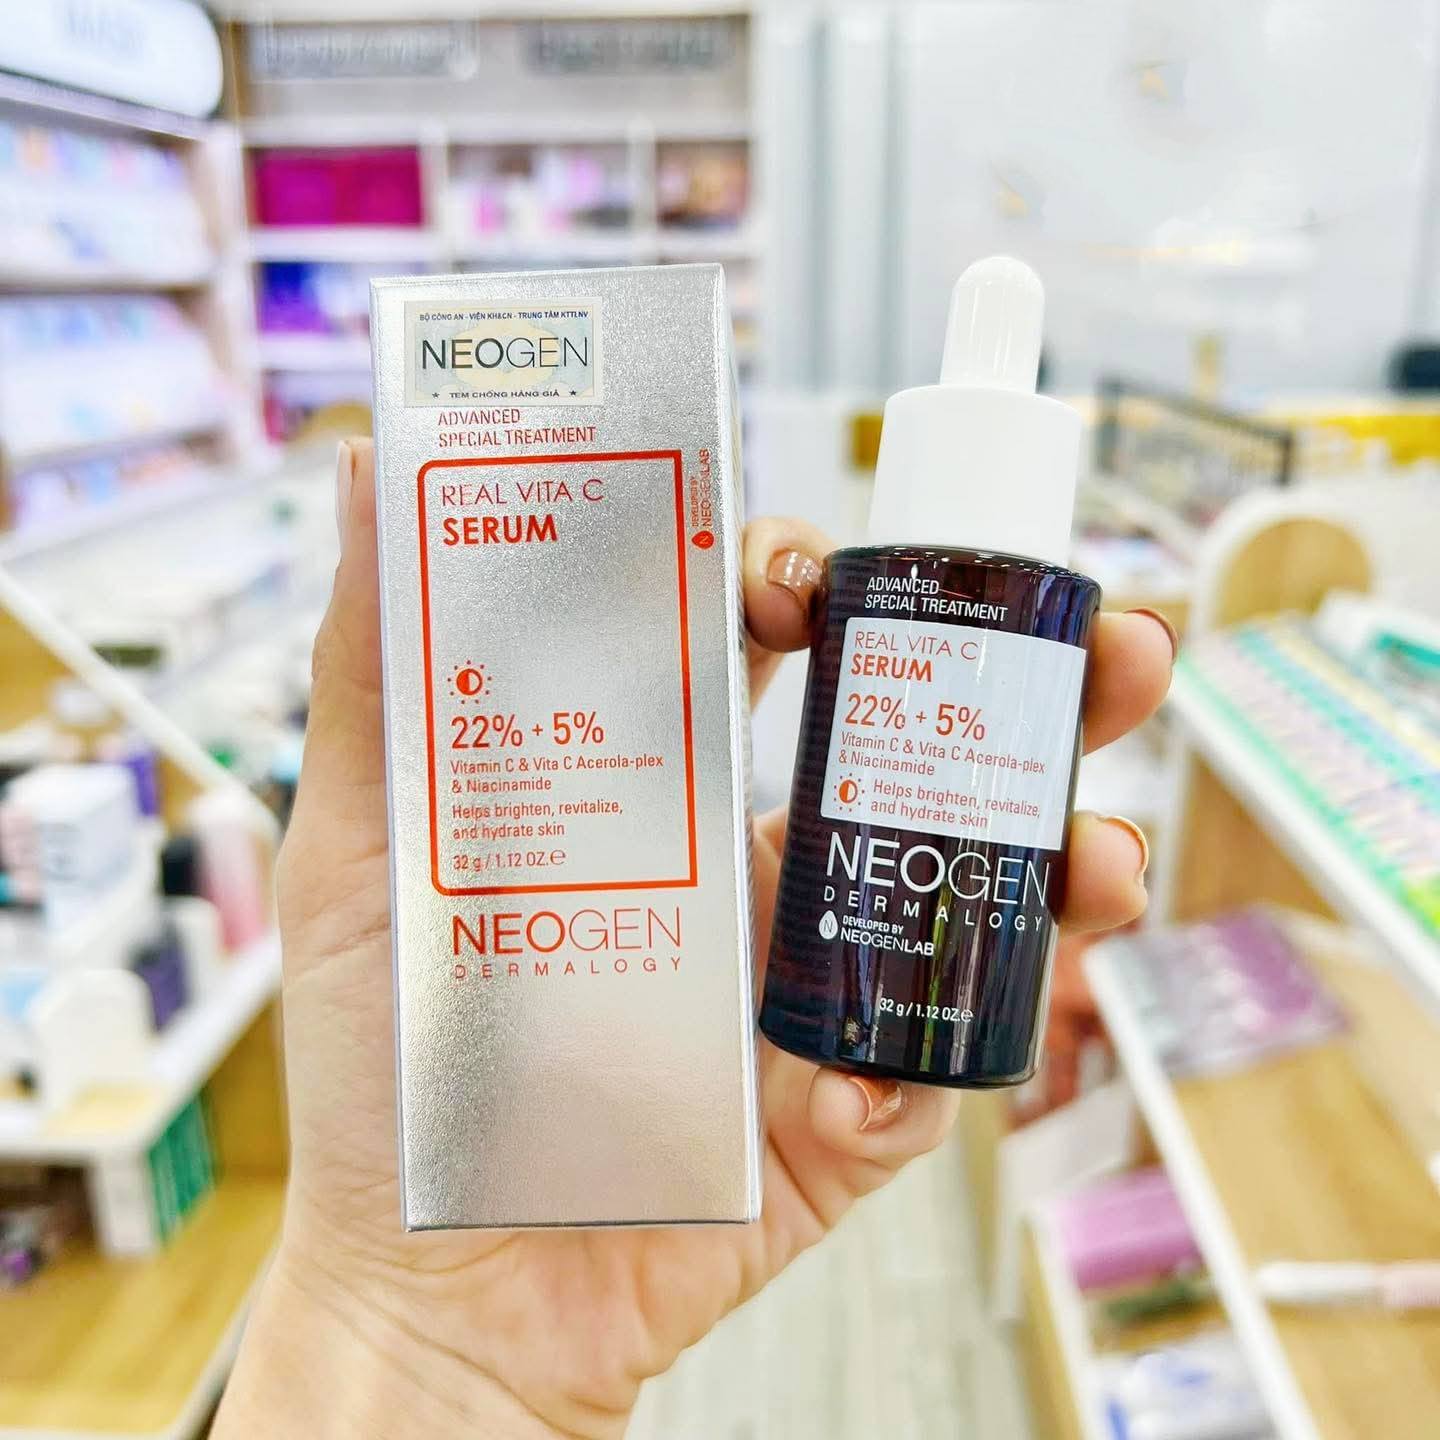 BỘ CÔNG AN - VIỆN KH&CN - TRUNG TÂM KTTLNV
NEOGEN
★ TEM CHỐNG HÀNG GIẢ ★
ADVANCED
SPECIAL TREATMENT
REAL VITA C
SERUM
DEVELOPED BY
NEOGENLAB
22% + 5%
Vitamin C & Vita C Acerola-plex
& Niacinamide
Helps brighten, revitalize,
and hydrate skin
32 g / 1.12 OZ.℮
NEOGEN
DERMALOGY
ADVANCED
SPECIAL TREATMENT
REAL VITA C
SERUM
22% + 5%
Vitamin C & Vita C Acerola-plex
& Niacinamide
Helps brighten, revitalize,
and hydrate skin
NEOGEN
DERMALOGY
DEVELOPED BY
N NEOGENLAB
32 g / 1.12 OZ.℮